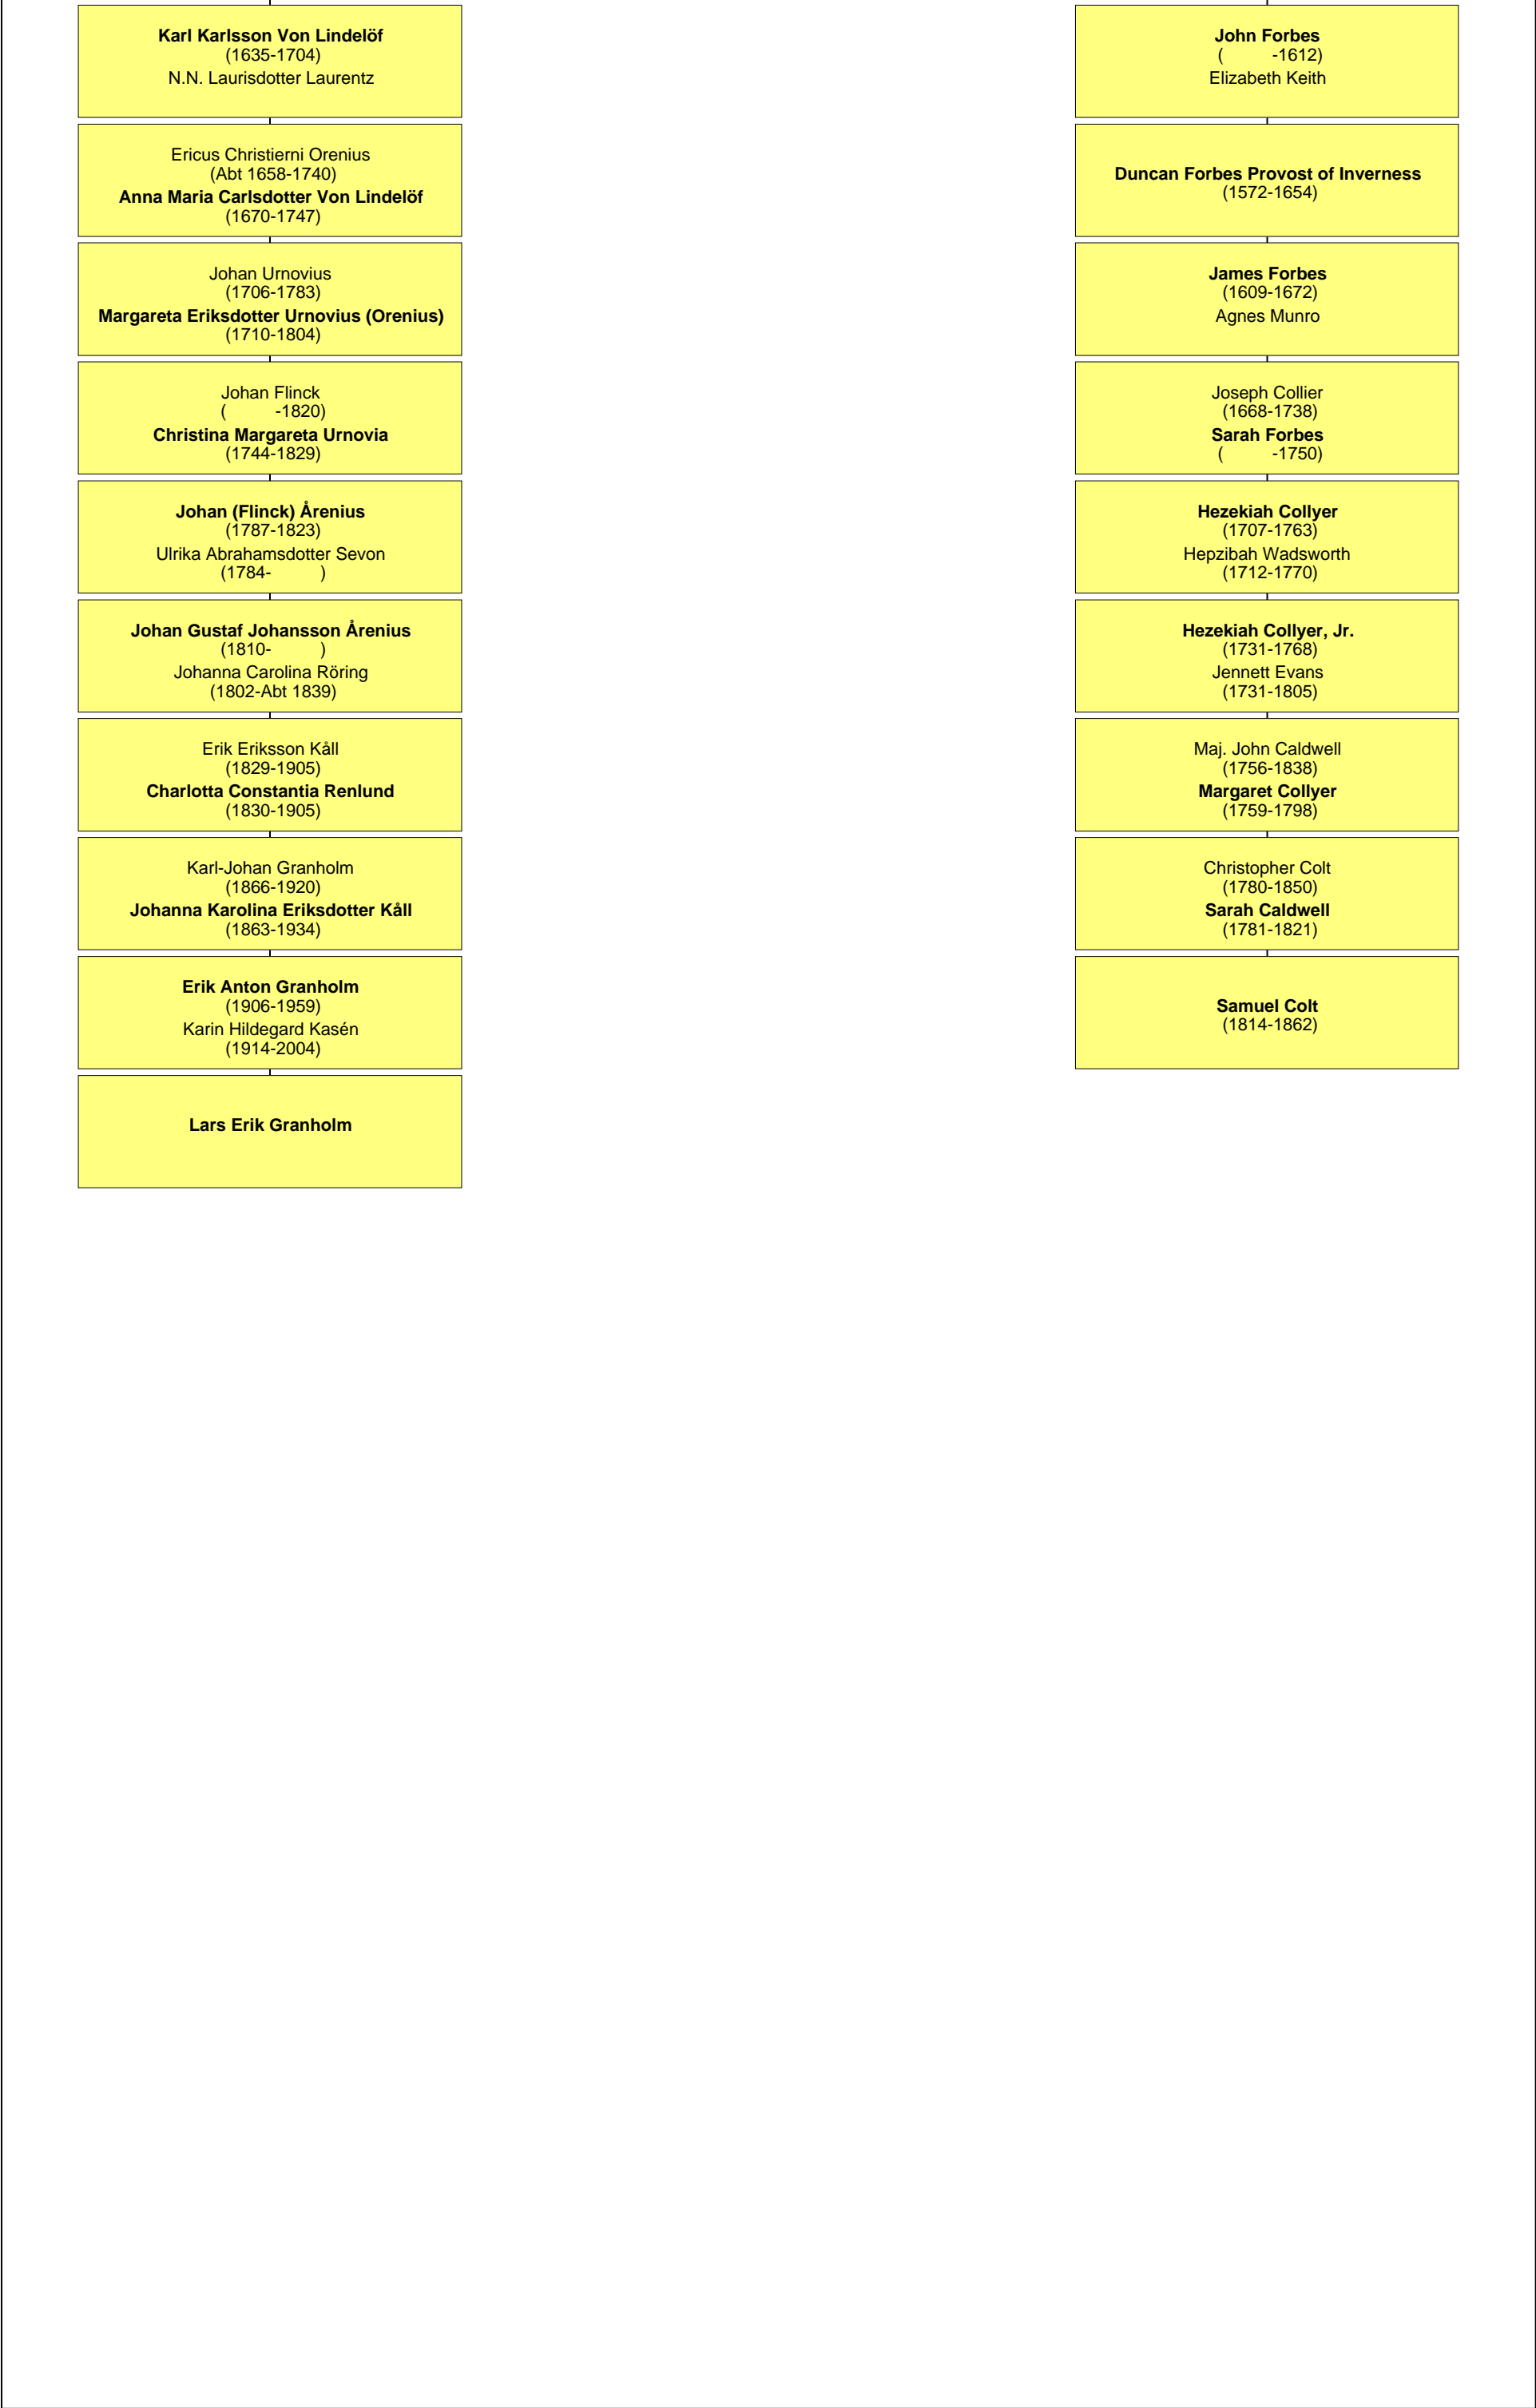 Karl Karlsson Von Lindelöf
(1635-1704)
N.N. Laurisdotter Laurentz
Ericus Christierni Orenius
(Abt 1658-1740)
Anna Maria Carlsdotter Von Lindelöf
(1670-1747)
Johan Urnovius
(1706-1783)
Margareta Eriksdotter Urnovius (Orenius)
(1710-1804)
Johan Flinck
( -1820)
Christina Margareta Urnovia
(1744-1829)
Johan (Flinck) Årenius
(1787-1823)
Ulrika Abrahamsdotter Sevon
(1784- )
Johan Gustaf Johansson Årenius
(1810- )
Johanna Carolina Röring
(1802-Abt 1839)
Erik Eriksson Kåll
(1829-1905)
Charlotta Constantia Renlund
(1830-1905)
Karl-Johan Granholm
(1866-1920)
Johanna Karolina Eriksdotter Kåll
(1863-1934)
Erik Anton Granholm
(1906-1959)
Karin Hildegard Kasén
(1914-2004)
Lars Erik Granholm
John Forbes
( -1612)
Elizabeth Keith
Duncan Forbes Provost of Inverness
(1572-1654)
James Forbes
(1609-1672)
Agnes Munro
Joseph Collier
(1668-1738)
Sarah Forbes
( -1750)
Hezekiah Collyer
(1707-1763)
Hepzibah Wadsworth
(1712-1770)
Hezekiah Collyer, Jr.
(1731-1768)
Jennett Evans
(1731-1805)
Maj. John Caldwell
(1756-1838)
Margaret Collyer
(1759-1798)
Christopher Colt
(1780-1850)
Sarah Caldwell
(1781-1821)
Samuel Colt
(1814-1862)